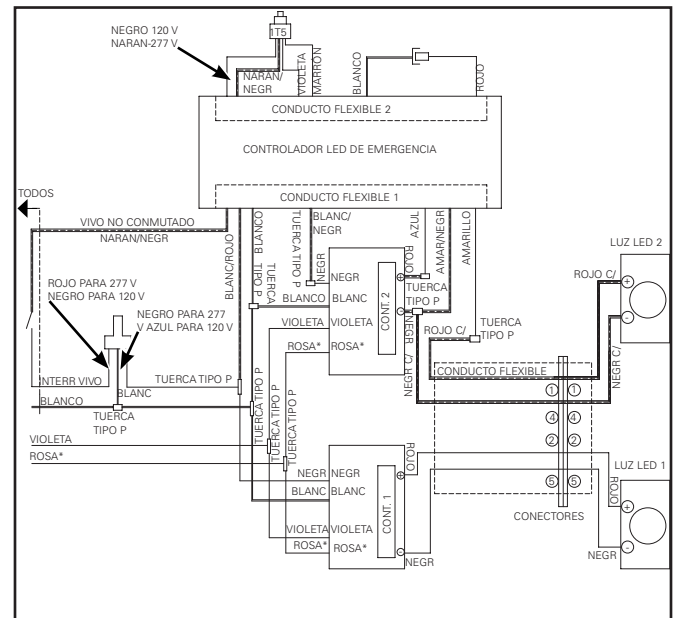 NEGRO 120 V
NARAN-277 V
1T5
NARAN/
NEGR
VIOLETA
MARRÓN
BLANCO
ROJO
CONDUCTO FLEXIBLE 2
CONTROLADOR LED DE EMERGENCIA
CONDUCTO FLEXIBLE 1
TODOS
VIVO NO CONMUTADO
NARAN/NEGR
BLANC/ROJO
BLANCO
TUERCA
TIPO P
TUERCA TIPO P
BLANC/
NEGR
NEGR
AZUL
AMAR/NEGR
AMARILLO
LUZ LED 2
ROJO C/
+
-
NEGR C/
ROJO PARA 277 V
NEGRO PARA 120 V
NEGRO PARA 277
V AZUL PARA 120 V
NEGR
BLANCO BLANC
VIOLETA VIOLETA
ROSA* ROSA*
CONT. 2
ROJO
+
-
TUERCA
TIPO P
ROJO C/
TUERCA
TIPO P
NEGR C/
NEGR C/
CONDUCTO FLEXIBLE
1 1
4 4
2 2
5 5
CONECTORES
INTERR VIVO
BLANC
TUERCA TIPO P
BLANCO
TUERCA
TIPO P
TUERCA TIPO P
TUERCA TIPO P
TUERCA TIPO P
VIOLETA
ROSA*
NEGR NEGR
BLANC BLANC
VIOLETA VIOLETA
ROSA* ROSA*
CONT. 1
ROJO
+
-
NEGR
LUZ LED 1
ROJO
+
-
NEGR